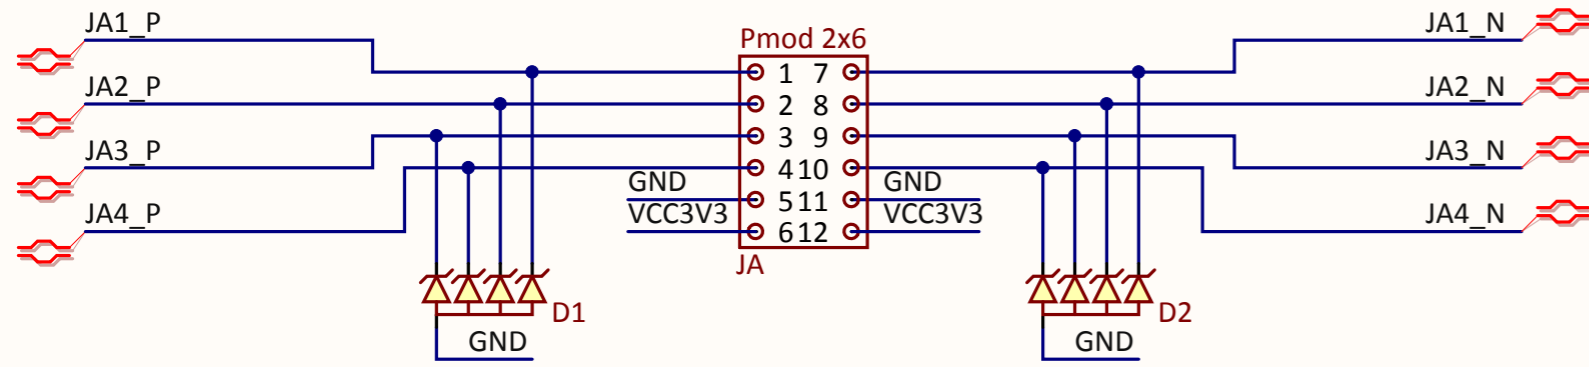 JA1_P
JA2_P
JA3_P
JA4_P
Pmod 2x6
1 7
2 8
3 9
4 10
5 11
6 12
GND
VCC3V3
GND
VCC3V3
JA
JA1_N
JA2_N
JA3_N
JA4_N
D1
GND
D2
GND